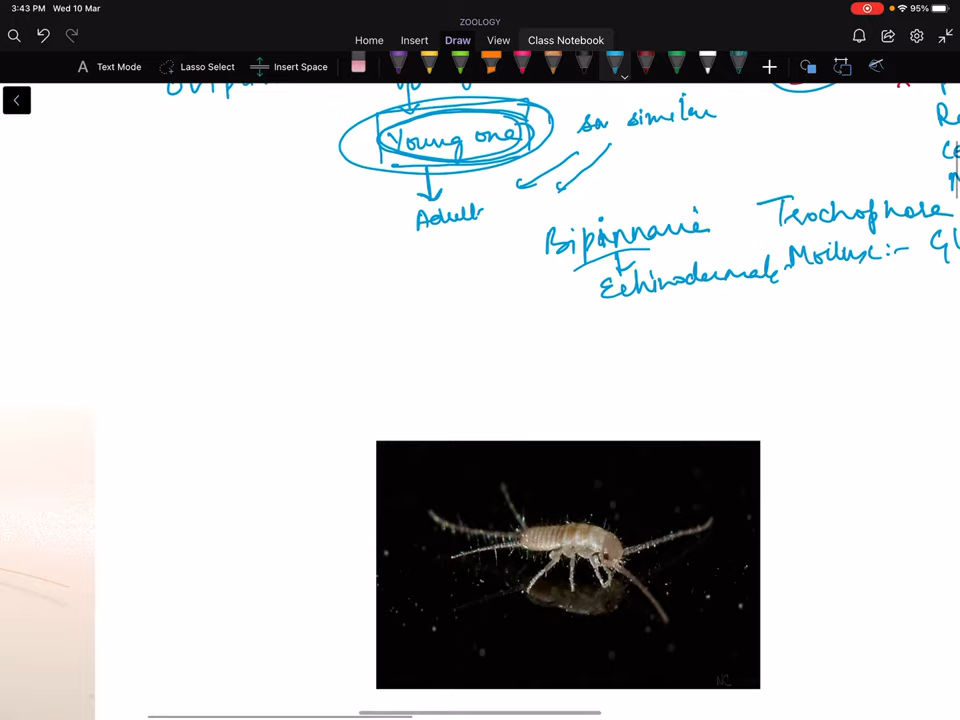 3:43 PM Wed 10 Mar
95%
ZOOLOGY
Home Insert Draw View Class Notebook
Text Mode Lasso Select Insert Space
Young one
so similar
Adult
Bipinnaria
Trochophore
Echinodermata
Mollusc:-
NC